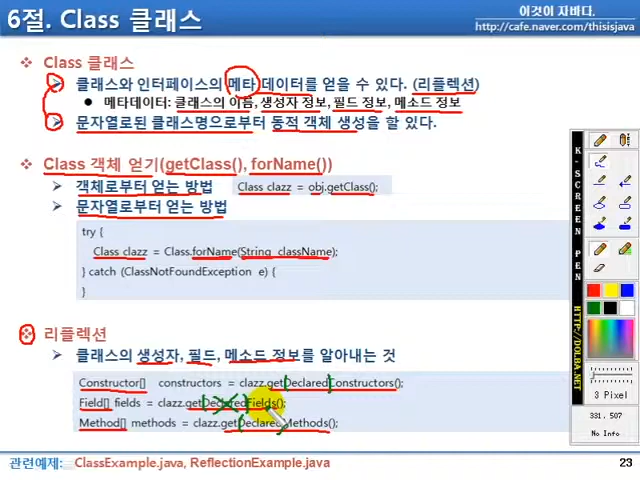 6절. Class 클래스
이것이 자바다.
http://cafe.naver.com/thisisjava
Class 클래스
클래스와 인터페이스의 메타 데이터를 얻을 수 있다. (리플렉션)
메타데이터: 클래스의 이름, 생성자 정보, 필드 정보, 메소드 정보
문자열로된 클래스명으로부터 동적 객체 생성을 할 있다.
Class 객체 얻기(getClass(), forName())
객체로부터 얻는 방법 Class clazz = obj.getClass();
문자열로부터 얻는 방법
try {
Class clazz = Class.forName(String className);
} catch (ClassNotFoundException e) {
}
리플렉션
클래스의 생성자, 필드, 메소드 정보를 알아내는 것
Constructor[] constructors = clazz.getDeclaredConstructors();
Field[] fields = clazz.getDeclaredFields();
Method[] methods = clazz.getDeclaredMethods();
K-SCREEN PEN
HTTP://DOLBA.NET
3 Pixel
331, 507
No Info
관련예제: ClassExample.java, ReflectionExample.java
23